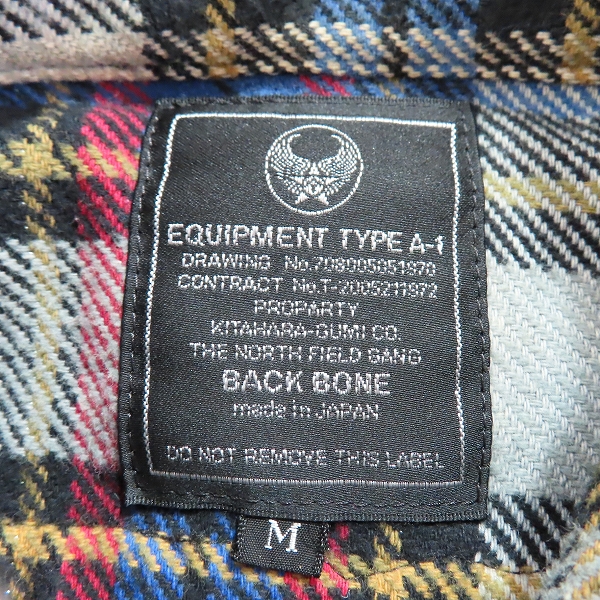 EQUIPMENT TYPE A-1
DRAWING No.708005051970
CONTRACT No.T-2005211972
PROPARTY
KITAHARA-GUMI CO.
THE NORTH FIELD GANG
BACK BONE
made in JAPAN
DO NOT REMOVE THIS LABEL
M